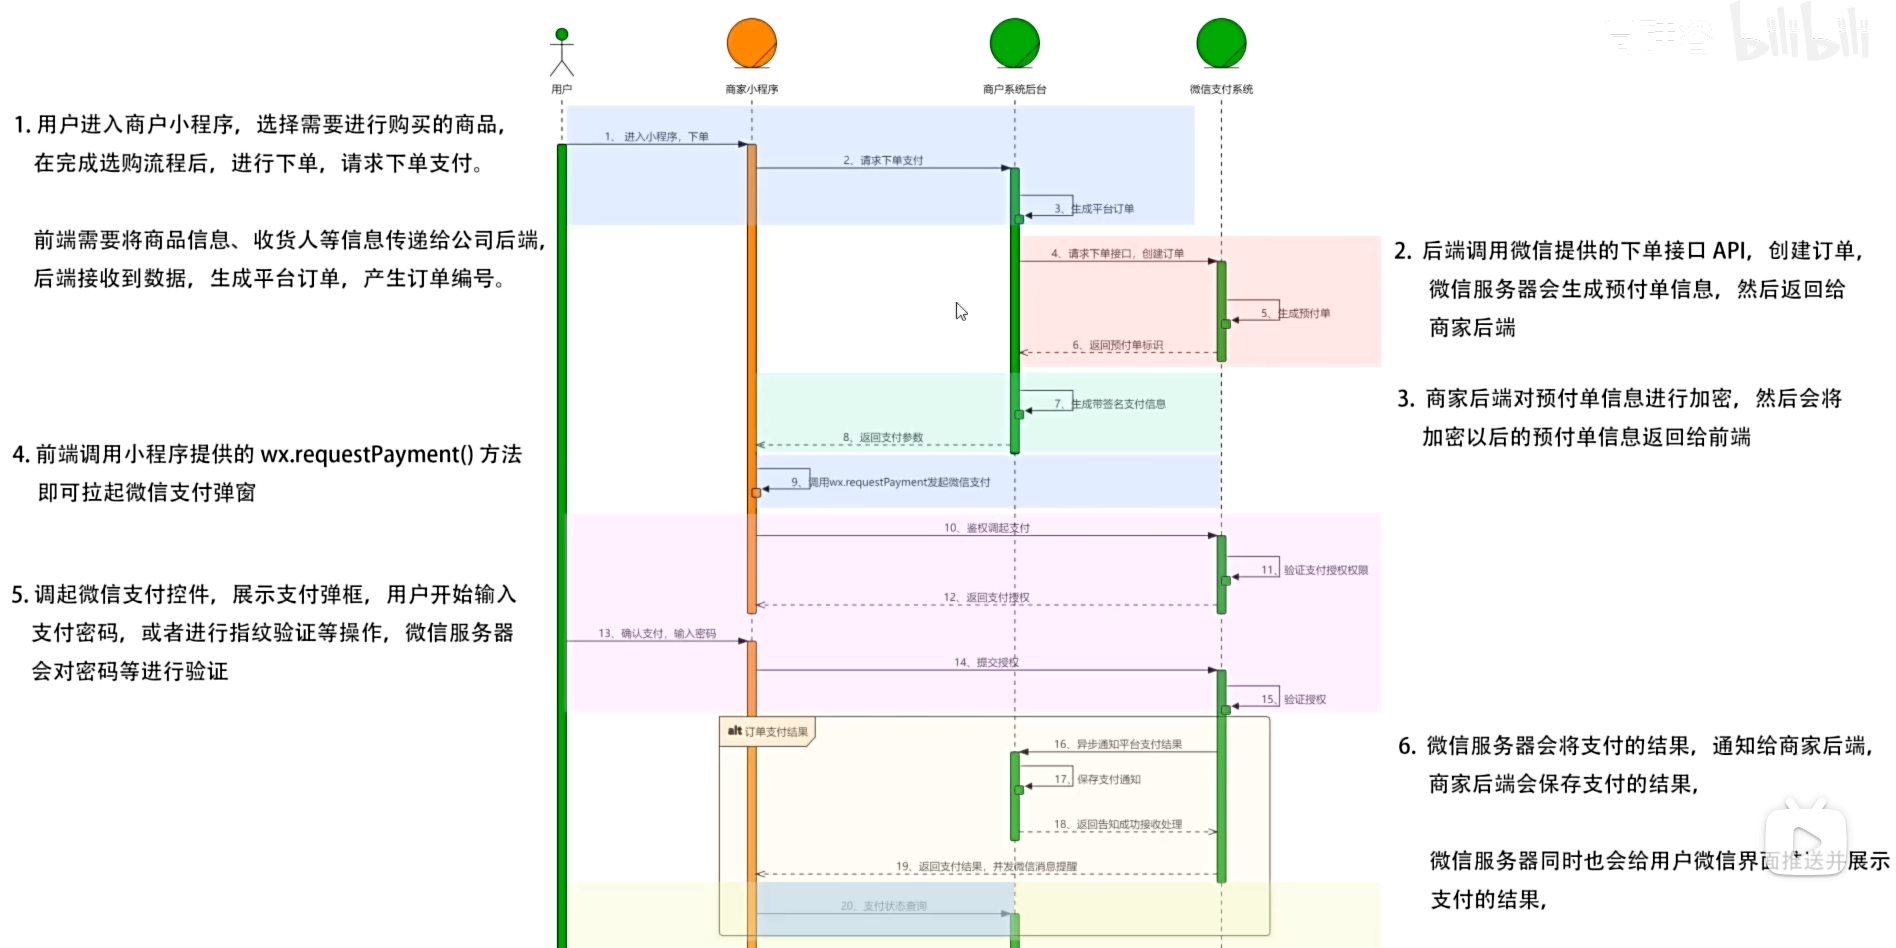 bilibili
用户
商家小程序
商户系统后台
微信支付系统
1. 用户进入商户小程序，选择需要进行购买的商品，
在完成选购流程后，进行下单，请求下单支付。
前端需要将商品信息、收货人等信息传递给公司后端，
后端接收到数据，生成平台订单，产生订单编号。
1、 进入小程序，下单
2、请求下单支付
3、生成平台订单
4、请求下单接口，创建订单
5、生成预付单
6、返回预付单标识
2. 后端调用微信提供的下单接口 API，创建订单，
微信服务器会生成预付单信息，然后返回给
商家后端
7、生成带签名支付信息
8、返回支付参数
3. 商家后端对预付单信息进行加密，然后会将
加密以后的预付单信息返回给前端
4. 前端调用小程序提供的 wx.requestPayment() 方法
即可拉起微信支付弹窗
9、调用wx.requestPayment发起微信支付
10、鉴权调起支付
11、验证支付授权权限
12、返回支付授权
5. 调起微信支付控件，展示支付弹框，用户开始输入
支付密码，或者进行指纹验证等操作，微信服务器
会对密码等进行验证
13、确认支付，输入密码
14、提交授权
15、验证授权
alt 订单支付结果
16、异步通知平台支付结果
17、保存支付通知
18、返回告知成功接收处理
19、返回支付结果，并发微信消息提醒
20、支付状态查询
6. 微信服务器会将支付的结果，通知给商家后端，
商家后端会保存支付的结果，
微信服务器同时也会给用户微信界面推送并展示
支付的结果，